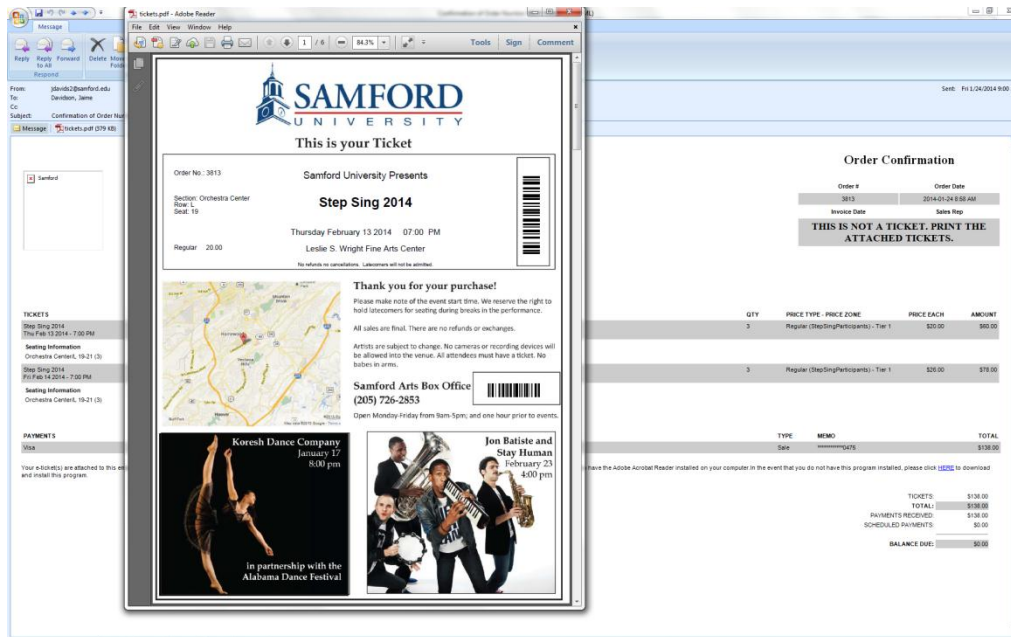 tickets.pdf - Adobe Reader
Message
File Edit View Window Help
1 / 6
84.3%
Tools Sign Comment
Reply
Reply to All
Forward
Delete
Respond
From: jdavids2@samford.edu
To: Davidson, Jaime
Cc:
Subject: Confirmation of Order
Sent: Fri 1/24/2014 9:00
Message
tickets.pdf (379 KB)
SAMFORD
UNIVERSITY
This is your Ticket
Order No.: 3813
Samford University Presents
Section: Orchestra Center
Row: L
Seat: 19
Step Sing 2014
Thursday February 13 2014 07:00 PM
Regular 20.00
Leslie S. Wright Fine Arts Center
No refunds no cancellations. Latecomers will not be admitted.
Thank you for your purchase!
Please make note of the event start time. We reserve the right to
hold latecomers for seating during breaks in the performance.
All sales are final. There are no refunds or exchanges.
Artists are subject to change. No cameras or recording devices will
be allowed into the venue. All attendees must have a ticket. No
babes in arms.
Samford Arts Box Office
(205) 726-2853
Open Monday-Friday from 9am-5pm; and one hour prior to events.
Koresh Dance Company
January 17
8:00 pm
in partnership with the
Alabama Dance Festival
Jon Batiste and
Stay Human
February 23
4:00 pm
Samford
Order Confirmation
Order # Order Date
3813 2014-01-24 8:58 AM
Invoice Date Sales Rep
THIS IS NOT A TICKET. PRINT THE
ATTACHED TICKETS.
TICKETS QTY PRICE TYPE - PRICE ZONE PRICE EACH AMOUNT
Step Sing 2014
Thu Feb 13 2014 - 7:00 PM
3 Regular (StepSingParticipants) - Tier 1 $20.00 $60.00
Seating Information
Orchestra CenterL 19-21 (3)
Step Sing 2014
Fri Feb 14 2014 - 7:00 PM
3 Regular (StepSingParticipants) - Tier 1 $26.00 $78.00
Seating Information
Orchestra CenterL 19-21 (3)
PAYMENTS TYPE MEMO TOTAL
Visa Sale ************0475 $138.00
Your e-ticket(s) are attached to this
have the Adobe Acrobat Reader installed on your computer.In the event that you do not have this program installed, please click HERE to download
and install this program.
TICKETS: $138.00
TOTAL: $138.00
PAYMENTS RECEIVED: $138.00
SCHEDULED PAYMENTS: $0.00
BALANCE DUE: $0.00